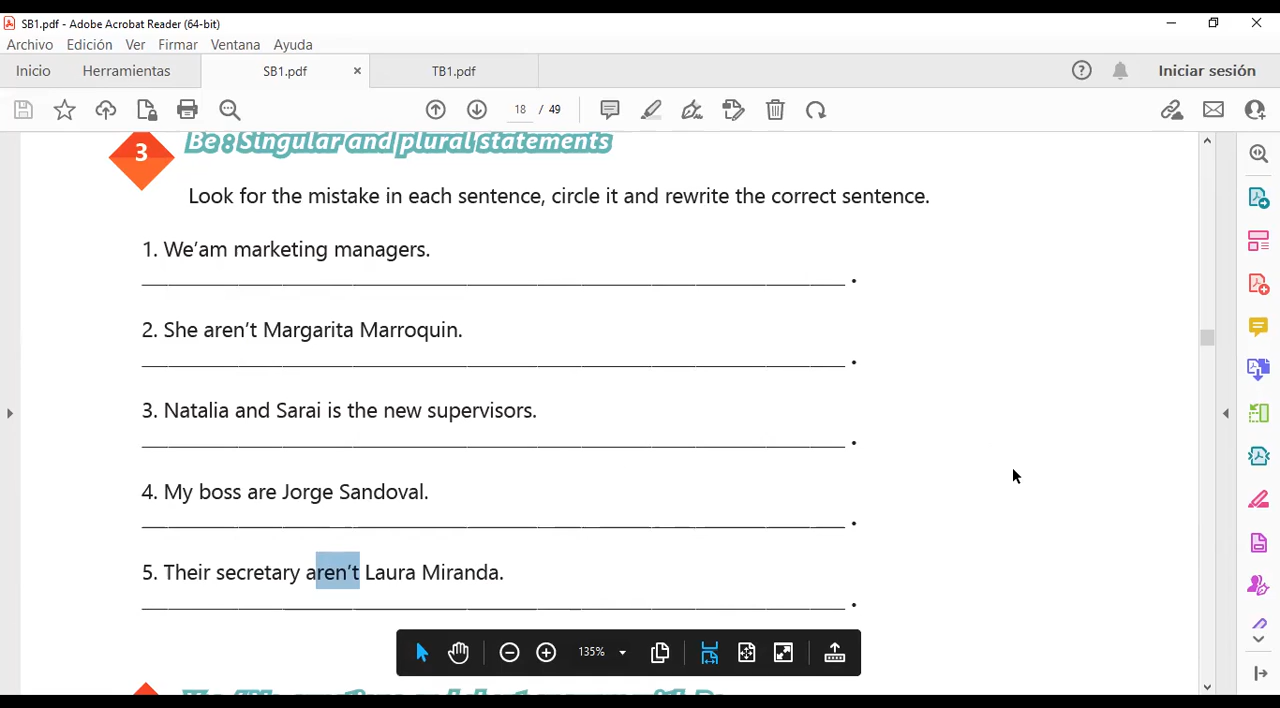 SB1.pdf - Adobe Acrobat Reader (64-bit)
Archivo Edición Ver Firmar Ventana Ayuda
Inicio Herramientas SB1.pdf × TB1.pdf Iniciar sesión
18 / 49
3 Be : Singular and plural statements
Look for the mistake in each sentence, circle it and rewrite the correct sentence.
1. We’am marketing managers.
.
2. She aren’t Margarita Marroquin.
.
3. Natalia and Sarai is the new supervisors.
.
4. My boss are Jorge Sandoval.
.
5. Their secretary aren’t Laura Miranda.
.
135%